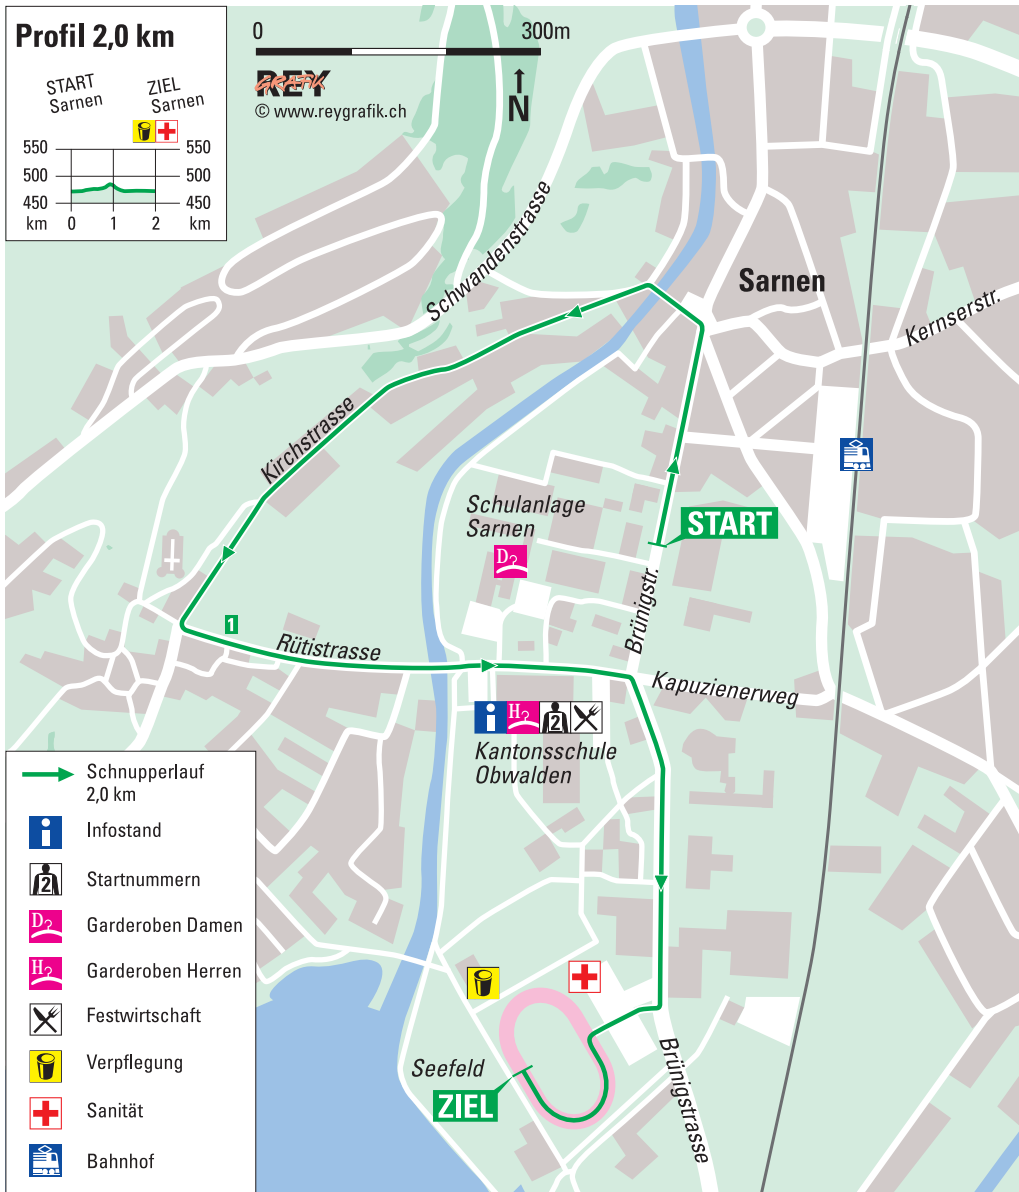 Profil 2,0 km
START
Sarnen
ZIEL
Sarnen
550
550
500
500
450
450
km
0
1
2
km
0
300m
REY
GRAFIK
© www.reygrafik.ch
N
Schwandenstrasse
Sarnen
Kernserstr.
Kirchstrasse
Schulanlage
Sarnen
D
START
Brünigstr.
1
Rütistrasse
Kapuzienerweg
i
H
2
Kantonsschule
Obwalden
Schnupperlauf
2,0 km
i
Infostand
2
Startnummern
D
Garderoben Damen
H
Garderoben Herren
Festwirtschaft
Verpflegung
Sanität
Bahnhof
Seefeld
ZIEL
Brünigstrasse